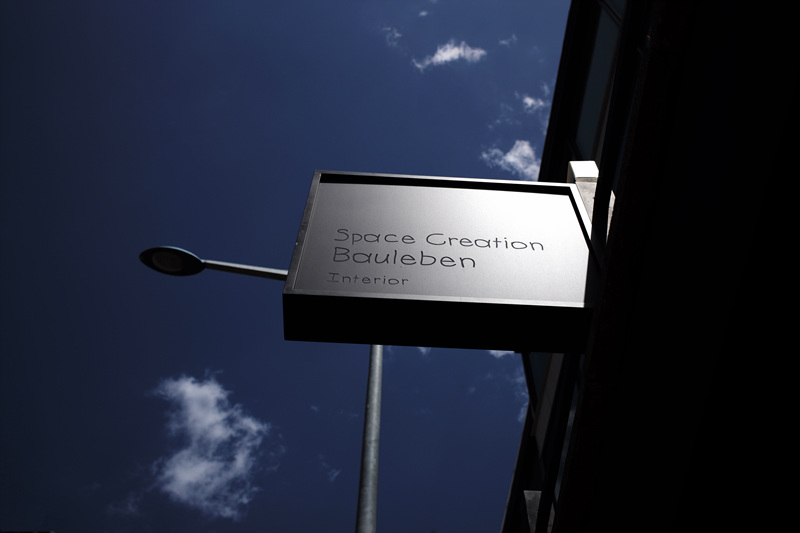 Space Creation
Bauleben
Interior